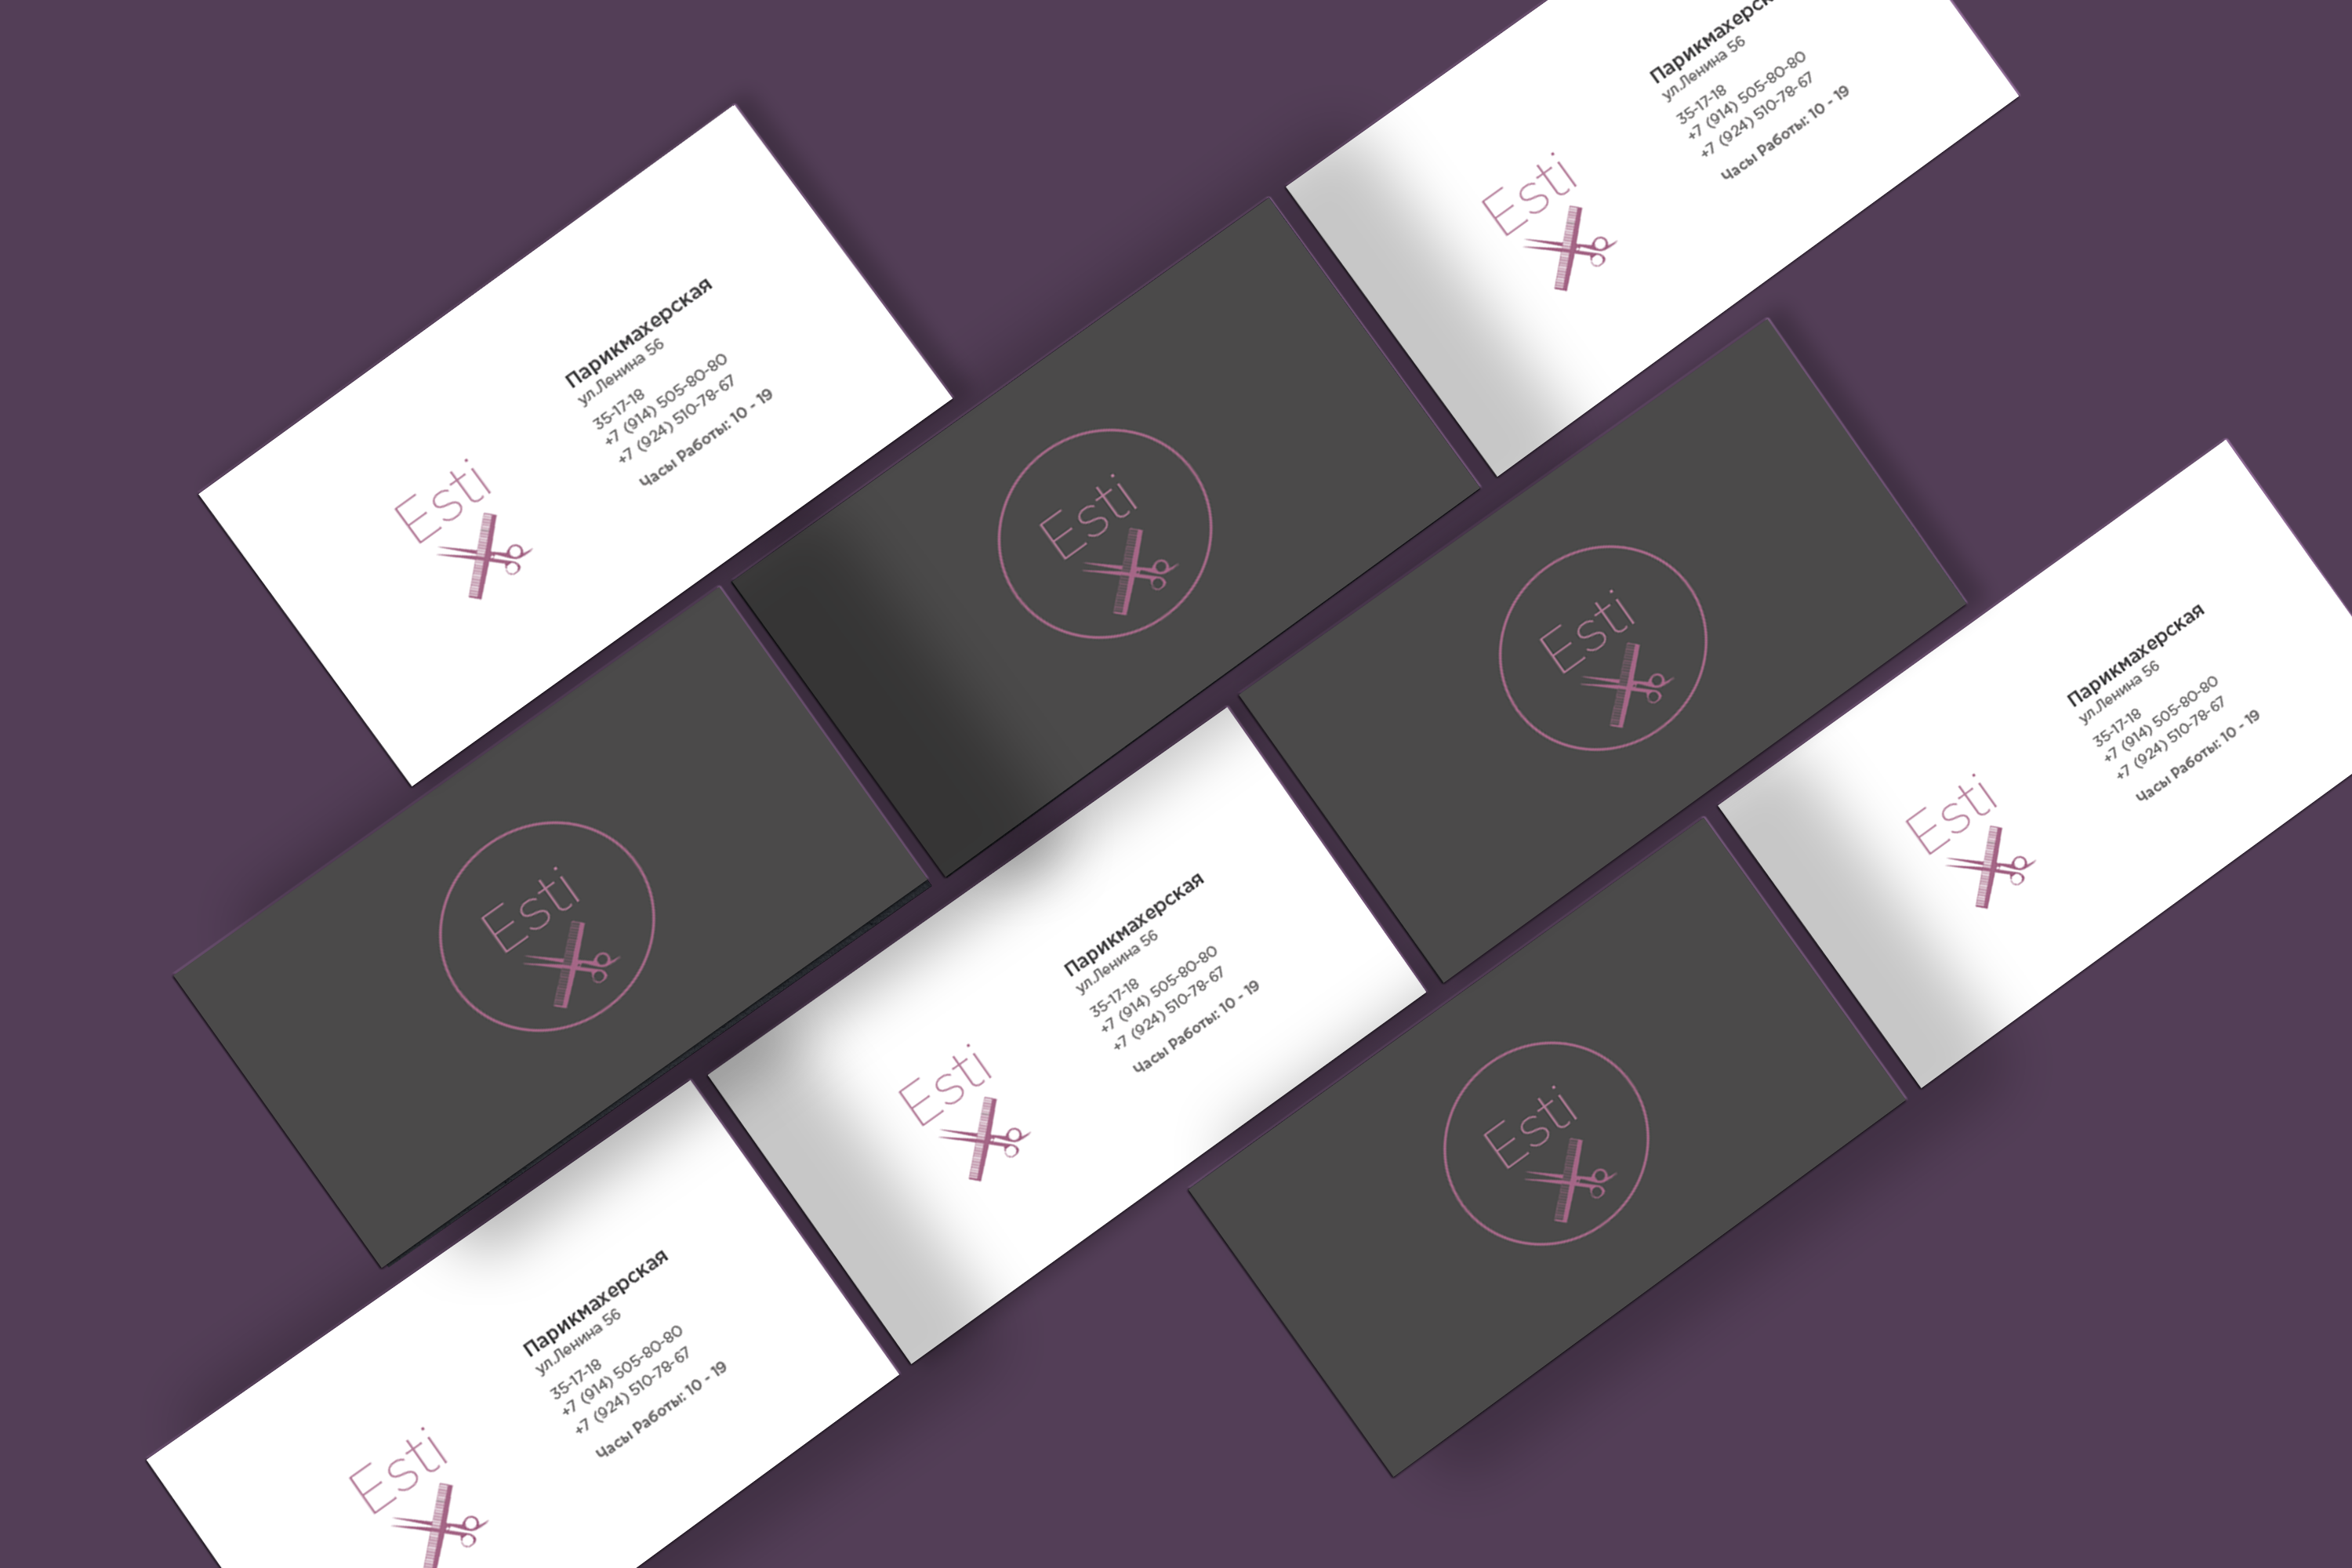 Парикмахерск
ул.Ленина 56
35-17-18
+7 (914) 505-80-80
+7 (924) 510-78-67
Часы Работы: 10 - 19
Esti
Парикмахерская
ул.Ленина 56
35-17-18
+7 (914) 505-80-80
+7 (924) 510-78-67
Часы Работы: 10 - 19
Esti
Esti
Esti
Парикмахерская
ул.Ленина 56
35-17-18
+7 (914) 505-80-80
+7 (924) 510-78-67
Часы Работы: 10 - 19
Esti
Esti
Парикмахерская
ул.Ленина 56
35-17-18
+7 (914) 505-80-80
+7 (924) 510-78-67
Часы Работы: 10 - 19
Esti
Esti
Парикмахерская
ул.Ленина 56
35-17-18
+7 (914) 505-80-80
+7 (924) 510-78-67
Часы Работы: 10 - 19
Esti